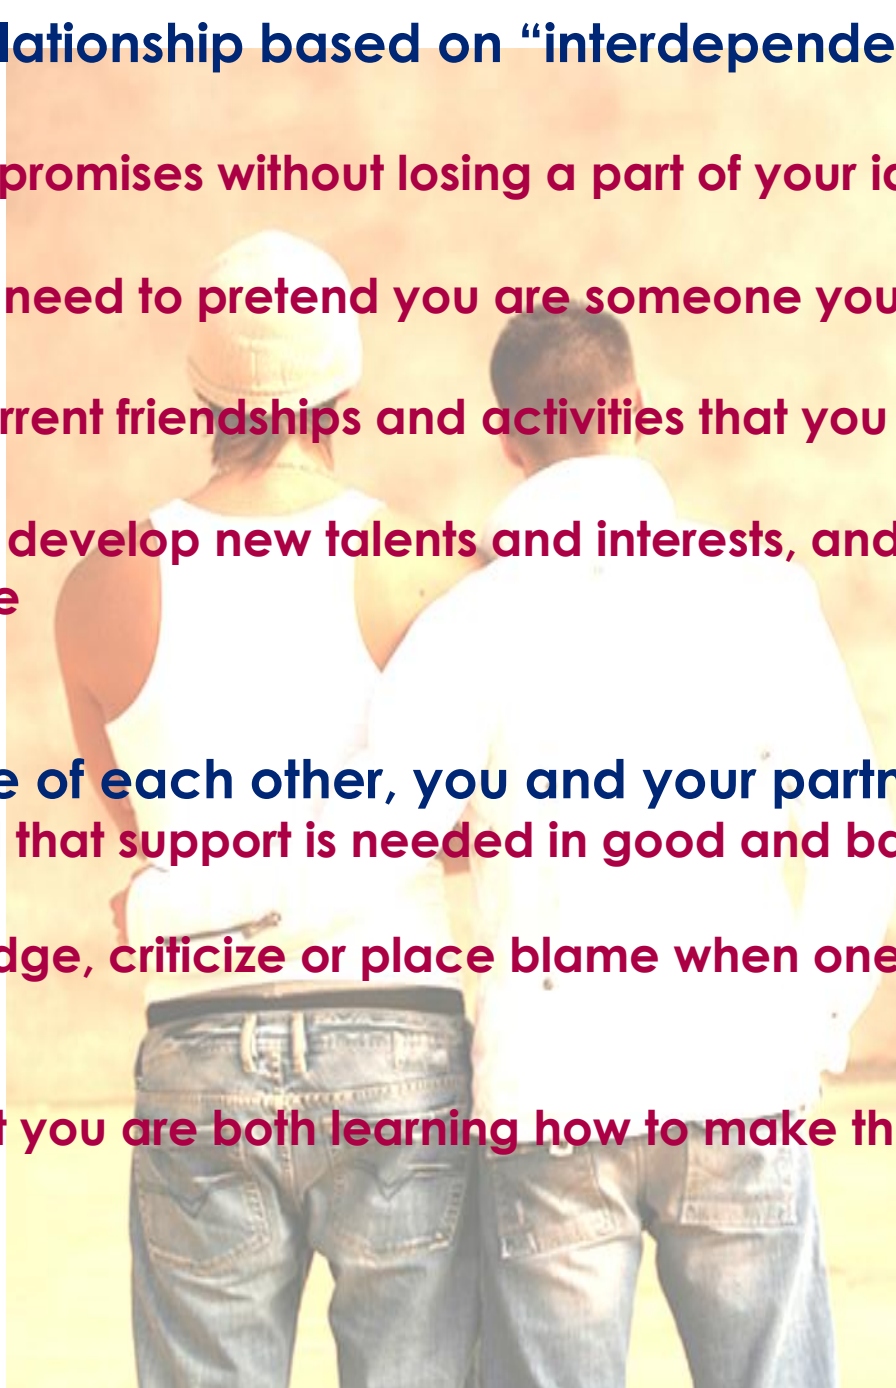 lationship based on “interdepende
promises without losing a part of your
need to pretend you are someone you
rrent friendships and activities that you
develop new talents and interests, and
e
e of each other, you and your partn
that support is needed in good and
dge, criticize or place blame when one
t you are both learning how to make th